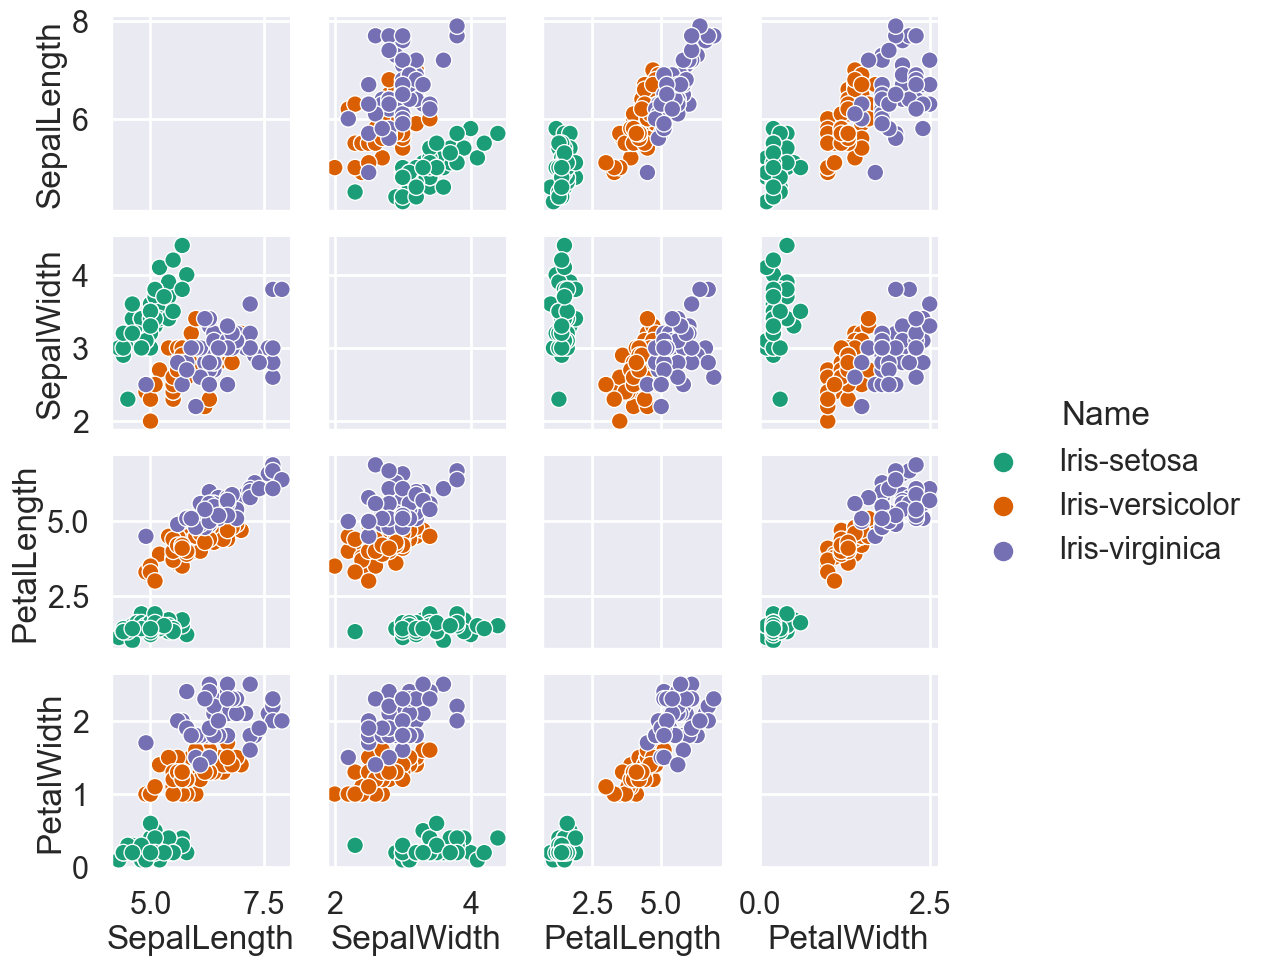 8
6
SepalLength
4
3
2
SepalWidth
5.0
2.5
PetalLength
2
1
0
PetalWidth
5.0 7.5 2 4 2.5 5.0 0.0 2.5
SepalLength SepalWidth PetalLength PetalWidth
Name
Iris-setosa
Iris-versicolor
Iris-virginica